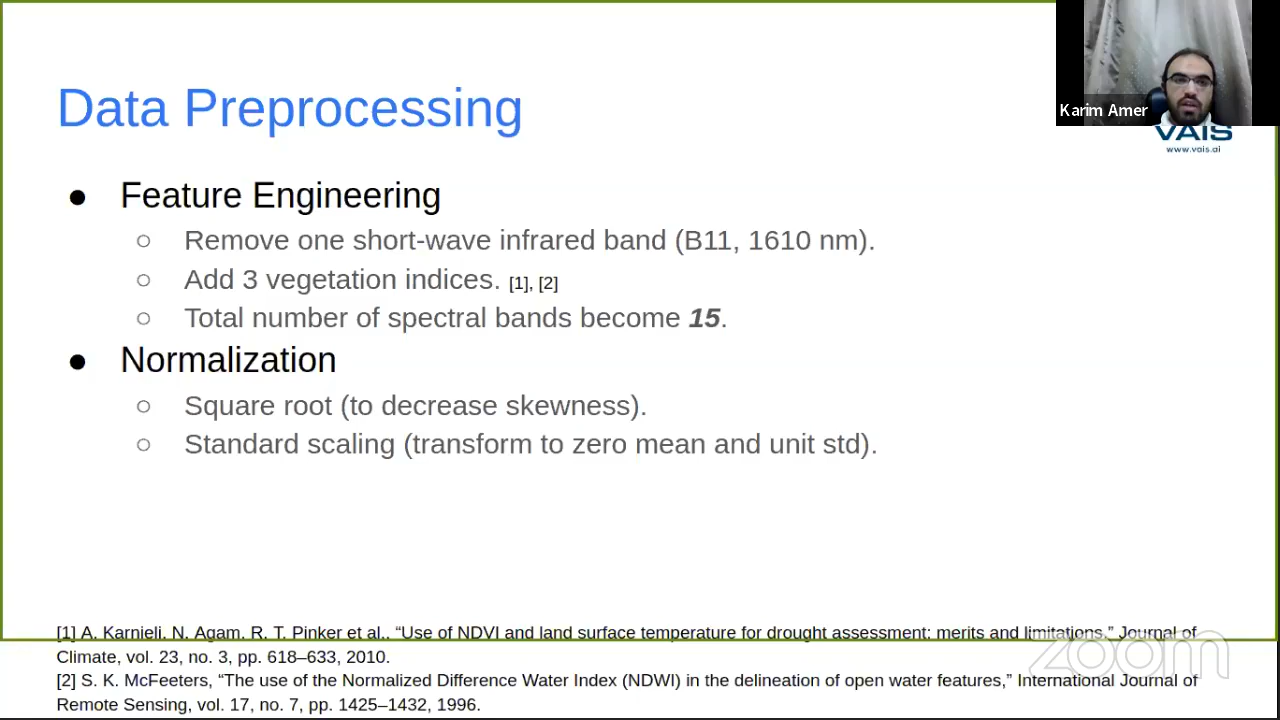 Karim Amer
VAIS
www.vais.ai
Data Preprocessing
● Feature Engineering
○ Remove one short-wave infrared band (B11, 1610 nm).
○ Add 3 vegetation indices. [1], [2]
○ Total number of spectral bands become 15.
● Normalization
○ Square root (to decrease skewness).
○ Standard scaling (transform to zero mean and unit std).
[1] A. Karnieli, N. Agam, R. T. Pinker et al., “Use of NDVI and land surface temperature for drought assessment: merits and limitations,” Journal of
Climate, vol. 23, no. 3, pp. 618–633, 2010.
[2] S. K. McFeeters, “The use of the Normalized Difference Water Index (NDWI) in the delineation of open water features,” International Journal of
Remote Sensing, vol. 17, no. 7, pp. 1425–1432, 1996.
zoom